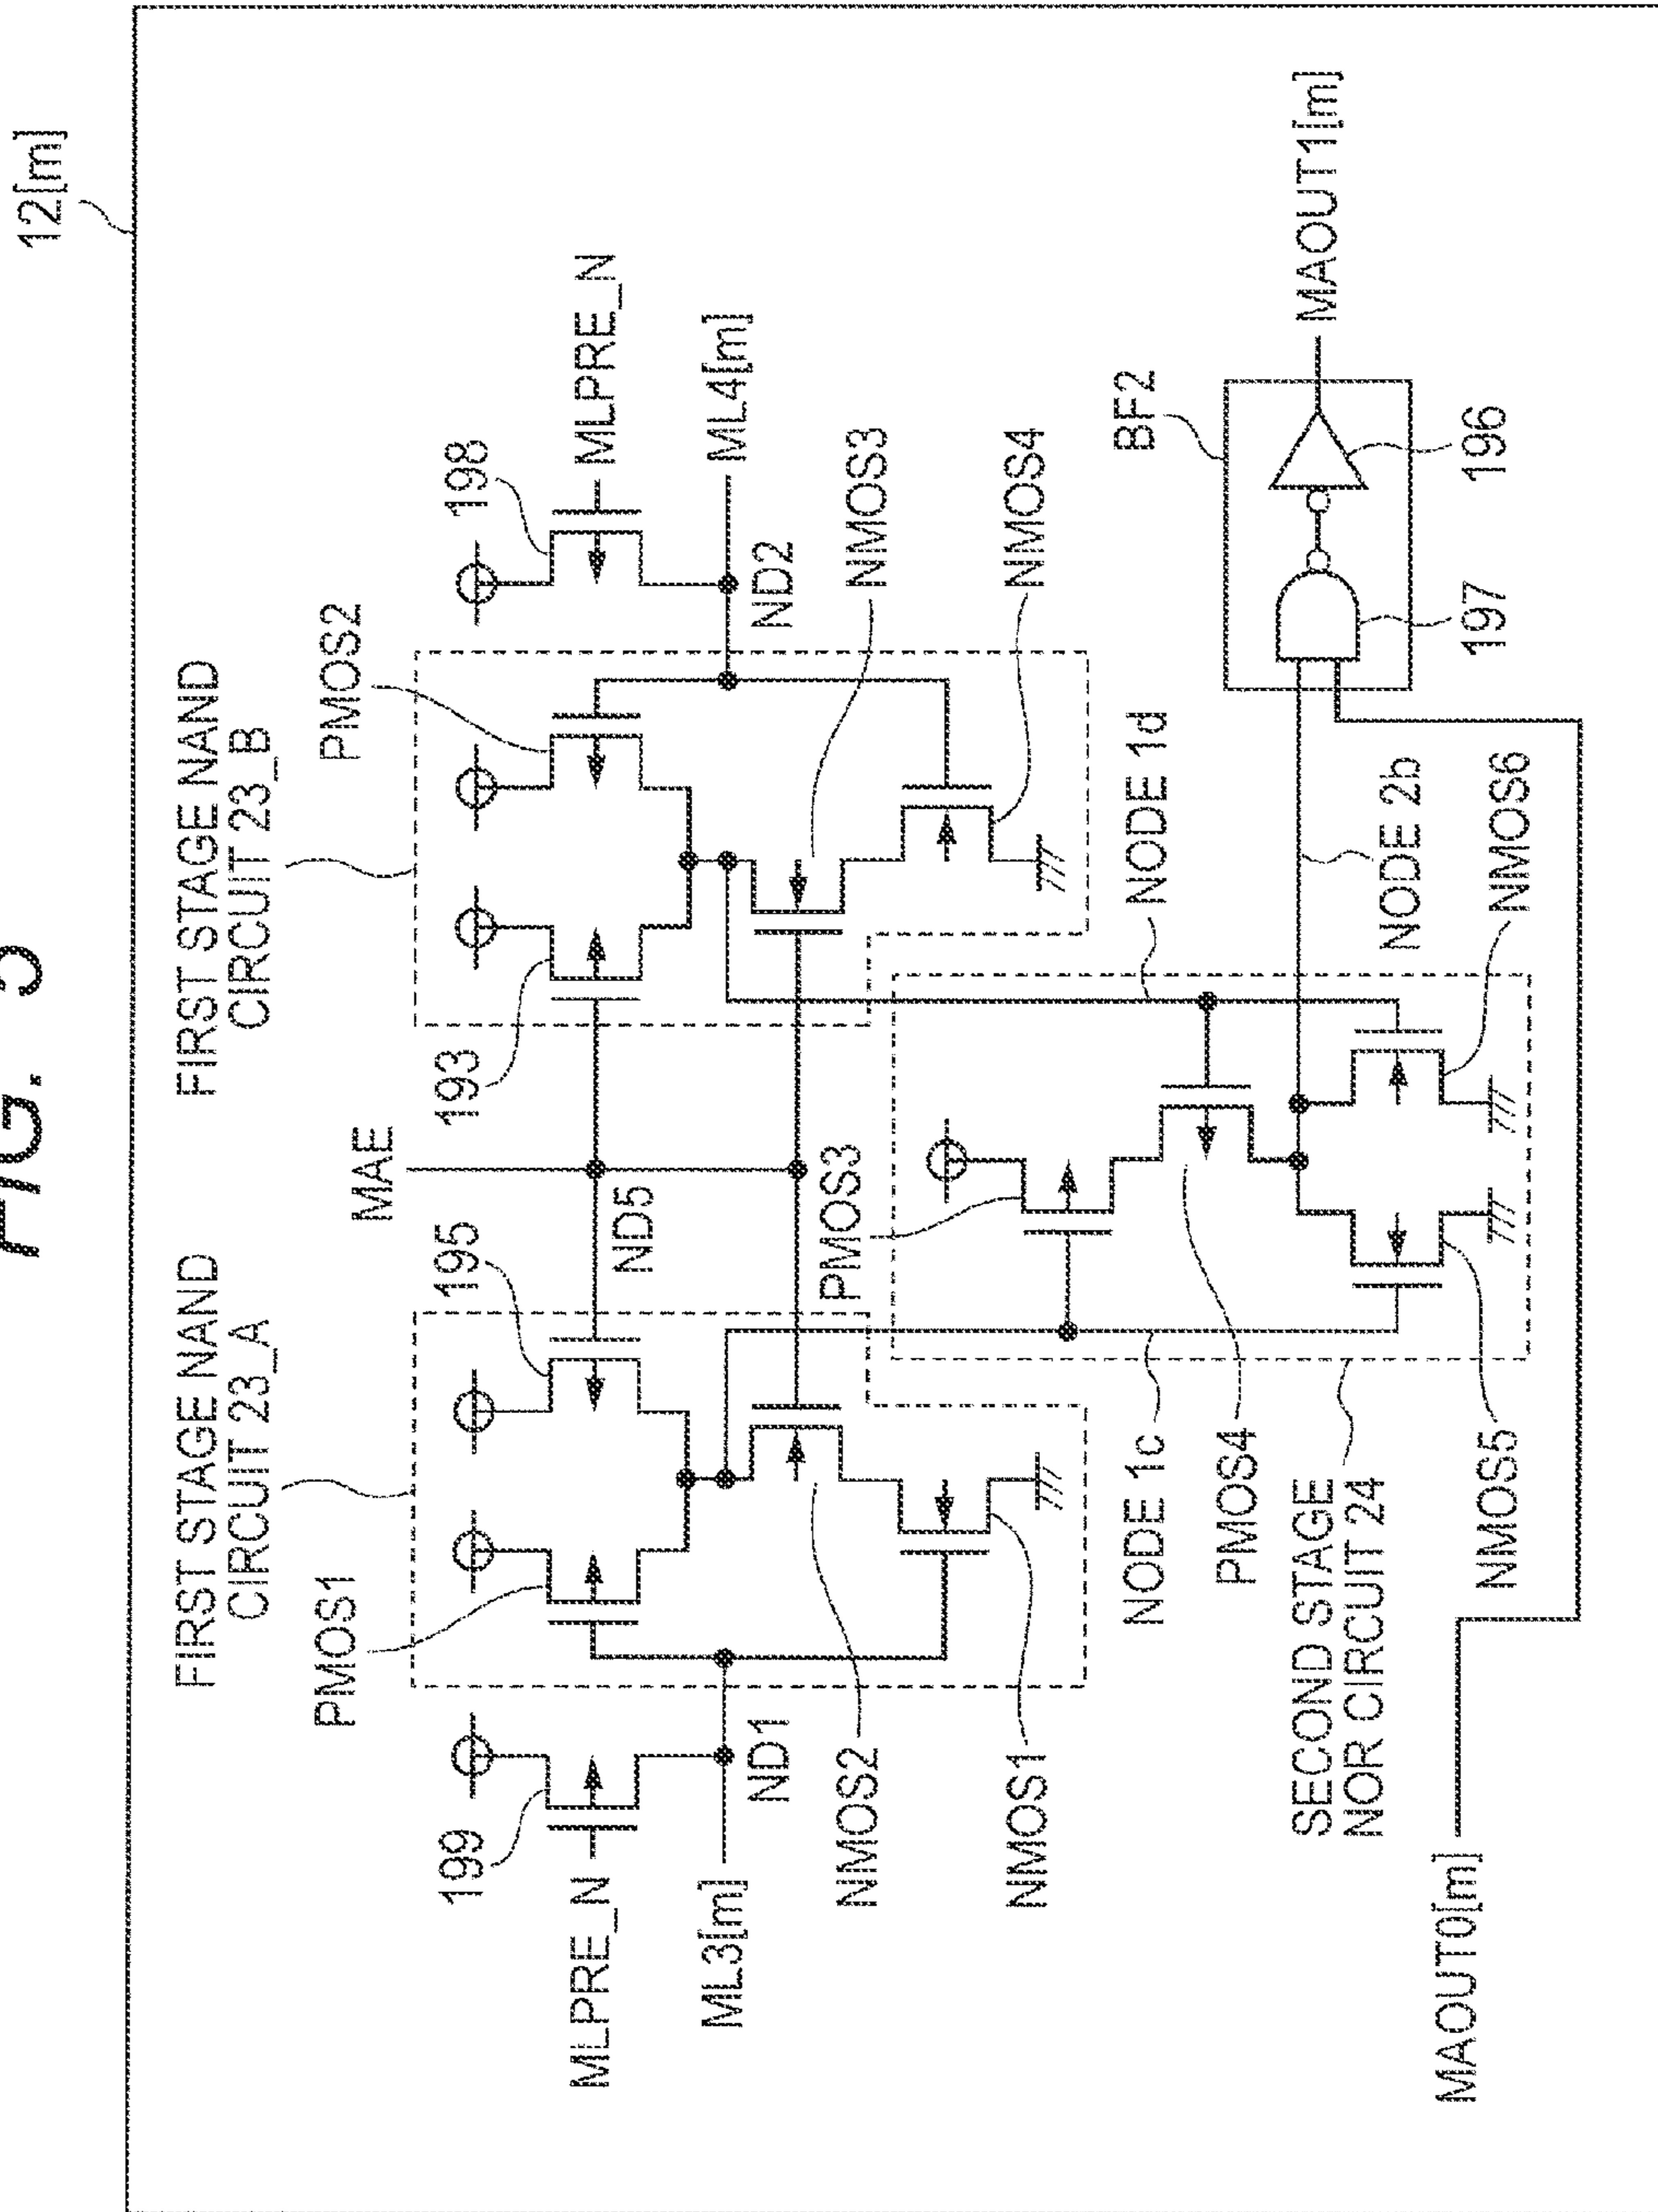 FIG. 5
12[m]
FIRST STAGE NAND
CIRCUIT 23_A
FIRST STAGE NAND
CIRCUIT 23_B
MAE
PMOS1
195
193
PMOS2
199
198
MLPRE_N
MLPRE_N
ND5
ML3[m]
ND1
ND2
ML4[m]
NMOS2
PMOS3
NMOS3
NMOS1
NMOS4
NODE 1c
NODE 1d
BF2
PMOS4
SECOND STAGE
NOR CIRCUIT 24
MAOUT1[m]
NODE 2b
MAOUT0[m]
NMOS5
NMOS6
197
196